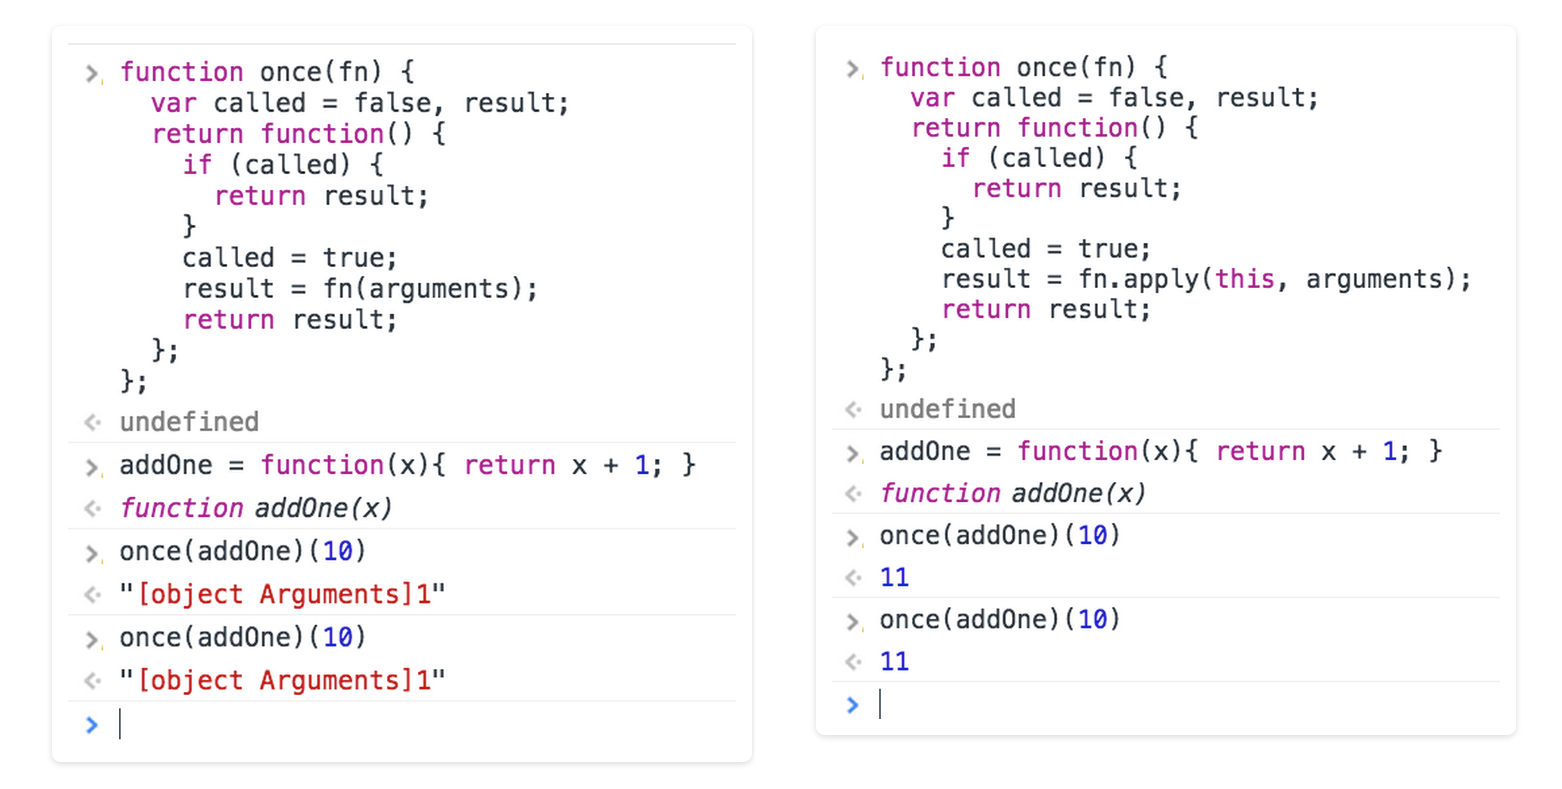 function once(fn) {
  var called = false, result;
  return function() {
    if (called) {
      return result;
    }
    called = true;
    result = fn(arguments);
    return result;
  };
};
undefined
addOne = function(x){ return x + 1; }
function addOne(x)
once(addOne)(10)
"[object Arguments]1"
once(addOne)(10)
"[object Arguments]1"
function once(fn) {
  var called = false, result;
  return function() {
    if (called) {
      return result;
    }
    called = true;
    result = fn.apply(this, arguments);
    return result;
  };
};
undefined
addOne = function(x){ return x + 1; }
function addOne(x)
once(addOne)(10)
11
once(addOne)(10)
11